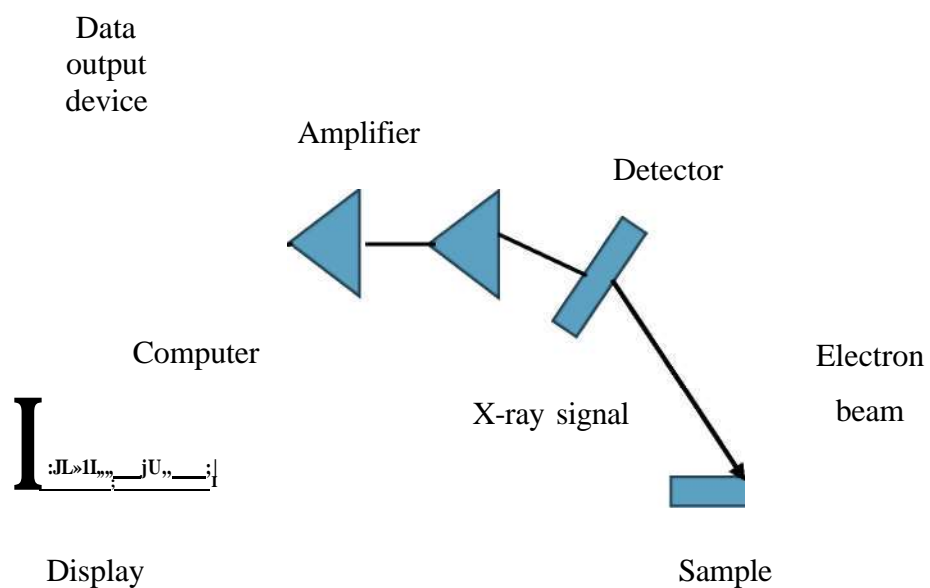 Data
output
device
Amplifier
Detector
Computer
Electron
beam
X-ray signal
Display
Sample